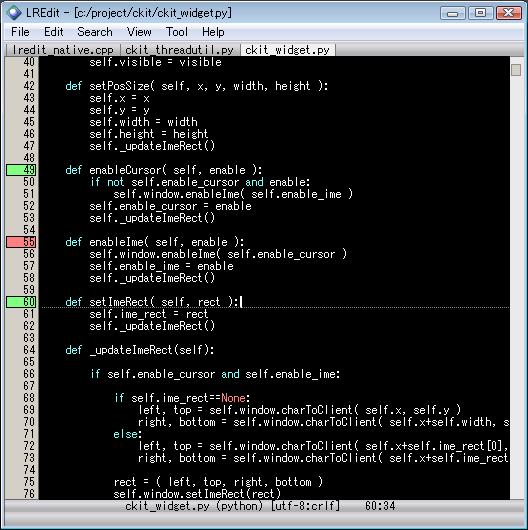 LREdit - [c:/project/ckit/ckit_widget.py]
File Edit Search View Tool Help
lredit_native.cpp ckit_threadutil.py ckit_widget.py
40         self.visible = visible
41
42     def setPosSize( self, x, y, width, height ):
43         self.x = x
44         self.y = y
45         self.width = width
46         self.height = height
47         self._updateImeRect()
48
49     def enableCursor( self, enable ):
50         if not self.enable_cursor and enable:
51             self.window.enableIme( self.enable_ime )
52         self.enable_cursor = enable
53         self._updateImeRect()
54
55     def enableIme( self, enable ):
56         self.window.enableIme( self.enable_cursor )
57         self.enable_ime = enable
58         self._updateImeRect()
59
60     def setImeRect( self, rect ):
61         self.ime_rect = rect
62         self._updateImeRect()
63
64     def _updateImeRect(self):
65
66         if self.enable_cursor and self.enable_ime:
67
68             if self.ime_rect==None:
69                 left, top = self.window.charToClient( self.x, self.y )
70                 right, bottom = self.window.charToClient( self.x+self.width, s
71             else:
72                 left, top = self.window.charToClient( self.x+self.ime_rect[0],
73                 right, bottom = self.window.charToClient( self.x+self.ime_rect
74
75             rect = ( left, top, right, bottom )
76             self.window.setImeRect(rect)
ckit_widget.py (python) [utf-8:crlf] 60:34